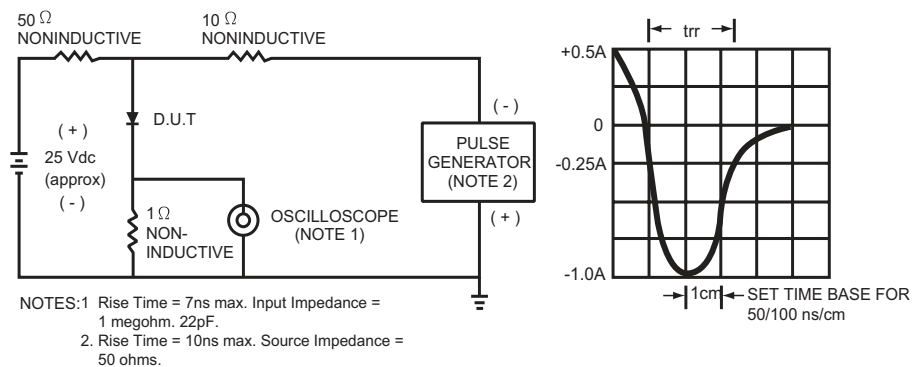 50 Ω
NONINDUCTIVE
10 Ω
NONINDUCTIVE
( + )
25 Vdc
(approx)
( - )
D.U.T
1 Ω
NON-
INDUCTIVE
OSCILLOSCOPE
(NOTE 1)
( - )
PULSE
GENERATOR
(NOTE 2)
( + )
NOTES:1 Rise Time = 7ns max. Input Impedance =
1 megohm. 22pF.
2. Rise Time = 10ns max. Source Impedance =
50 ohms.
trr
+0.5A
0
-0.25A
-1.0A
1cm
SET TIME BASE FOR
50/100 ns/cm